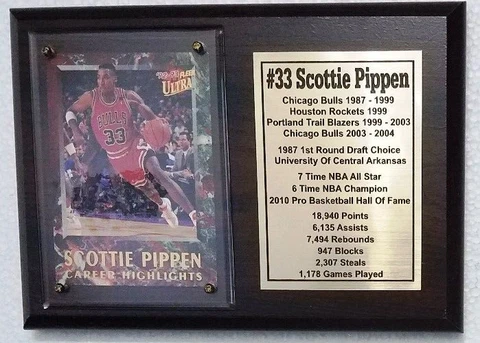 '92-'93 FLEER
ULTRA
BULLS
33
SCOTTIE PIPPEN
CAREER HIGHLIGHTS
#33 Scottie Pippen
Chicago Bulls 1987 - 1999
Houston Rockets 1999
Portland Trail Blazers 1999 - 2003
Chicago Bulls 2003 - 2004
1987 1st Round Draft Choice
University Of Central Arkansas
7 Time NBA All Star
6 Time NBA Champion
2010 Pro Basketball Hall Of Fame
18,940 Points
6,135 Assists
7,494 Rebounds
947 Blocks
2,307 Steals
1,178 Games Played